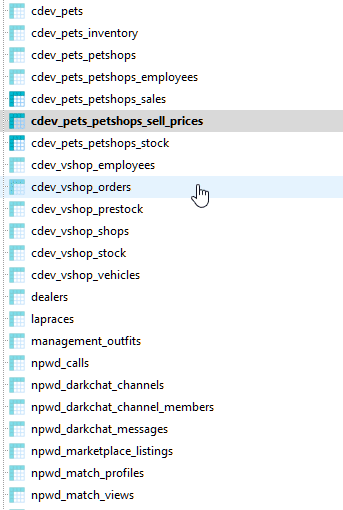 cdev_pets
cdev_pets_inventory
cdev_pets_petshops
cdev_pets_petshops_employees
cdev_pets_petshops_sales
cdev_pets_petshops_sell_prices
cdev_pets_petshops_stock
cdev_vshop_employees
cdev_vshop_orders
cdev_vshop_prestock
cdev_vshop_shops
cdev_vshop_stock
cdev_vshop_vehicles
dealers
lapraces
management_outfits
npwd_calls
npwd_darkchat_channels
npwd_darkchat_channel_members
npwd_darkchat_messages
npwd_marketplace_listings
npwd_match_profiles
npwd_match_views